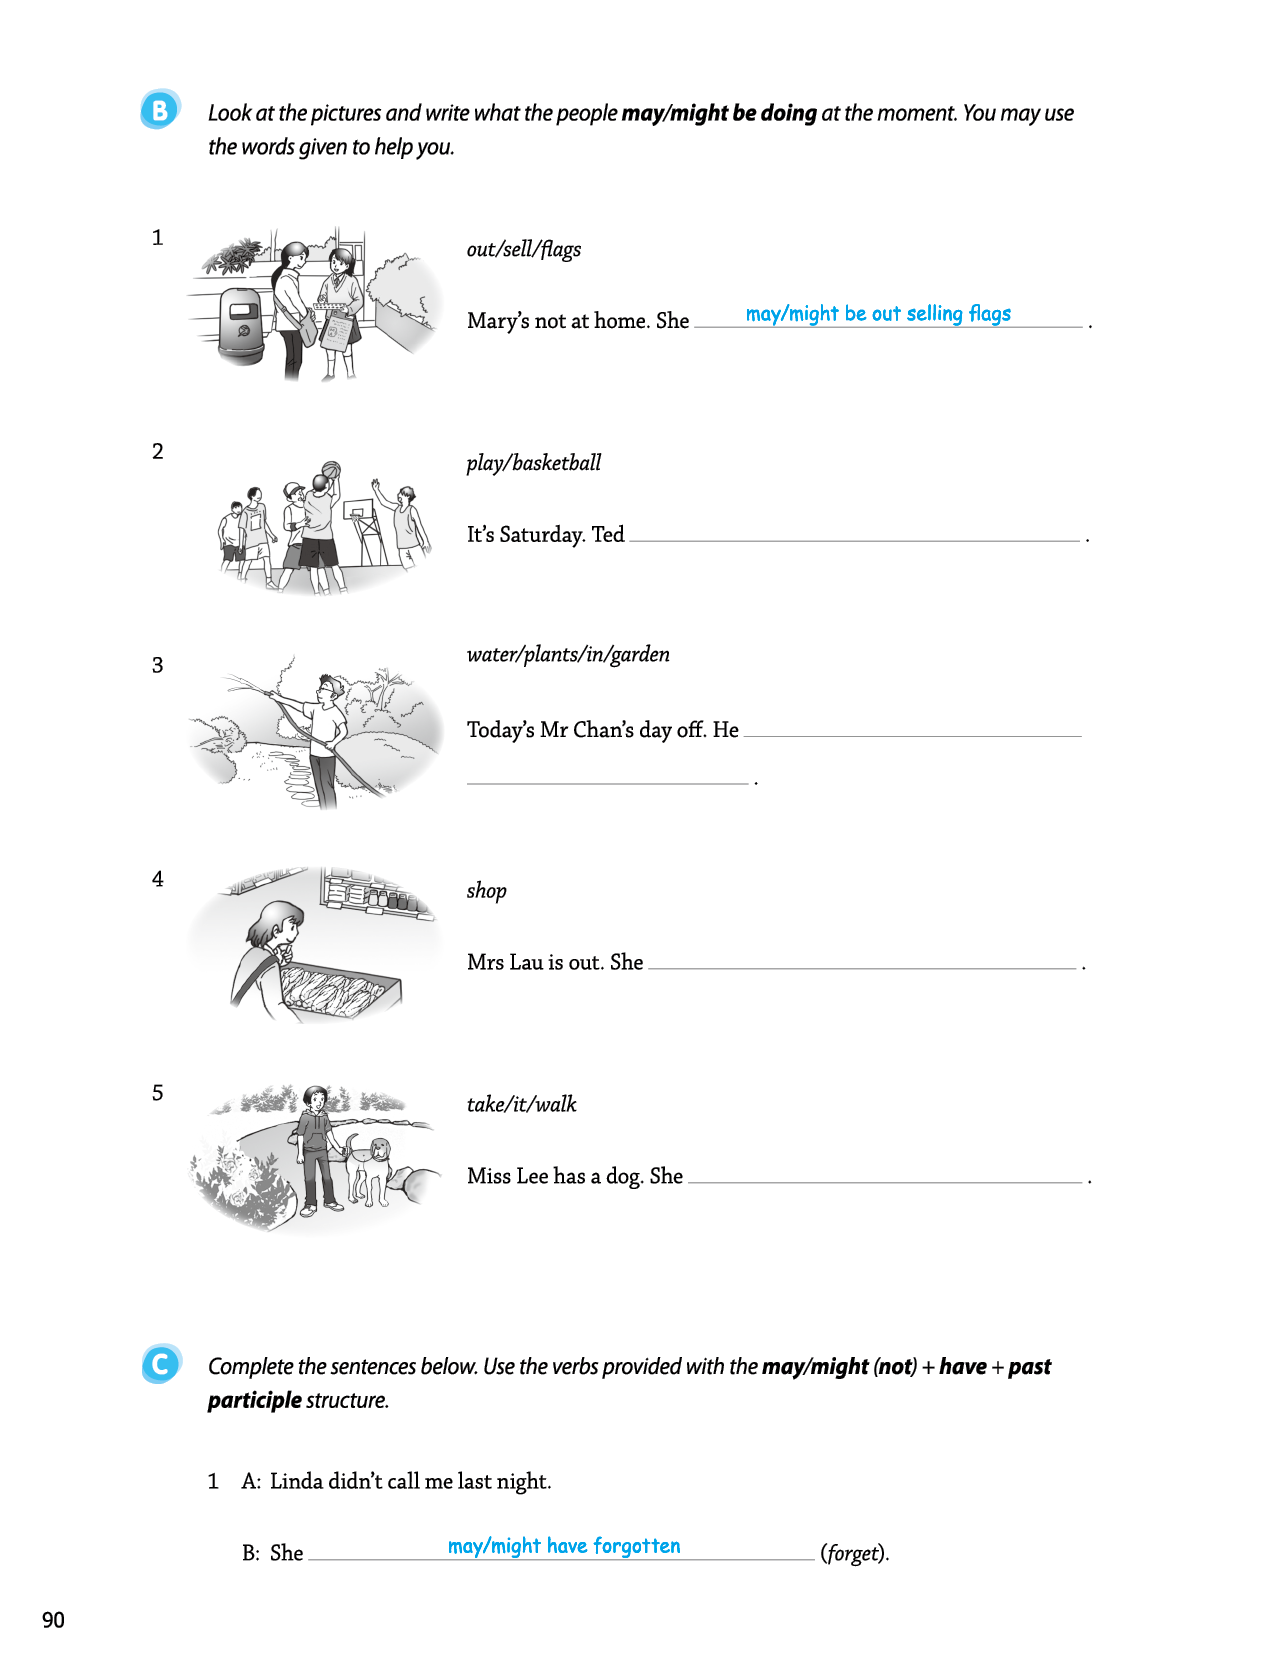 B Look at the pictures and write what the people may/might be doing at the moment. You may use
the words given to help you.
1 out/sell/flags
Mary's not at home. She may/might be out selling flags .
2 play/basketball
It's Saturday. Ted .
3 water/plants/in/garden
Today's Mr Chan's day off. He
.
4 shop
Mrs Lau is out. She .
5 take/it/walk
Miss Lee has a dog. She .
C Complete the sentences below. Use the verbs provided with the may/might (not) + have + past
participle structure.
1 A: Linda didn't call me last night.
B: She may/might have forgotten (forget).
90